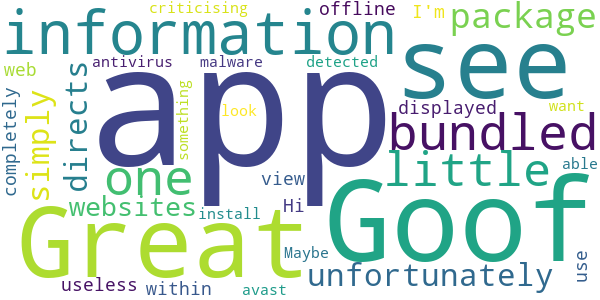 criticising
offline
I'm
package
information
web
antivirus
malware
detected
see
app
completely
simply
directs
something
look
displayed
want
bundled
one
view
little
able
websites
install
Hi
Great
Goof
Maybe
unfortunately
use
useless
within
avast